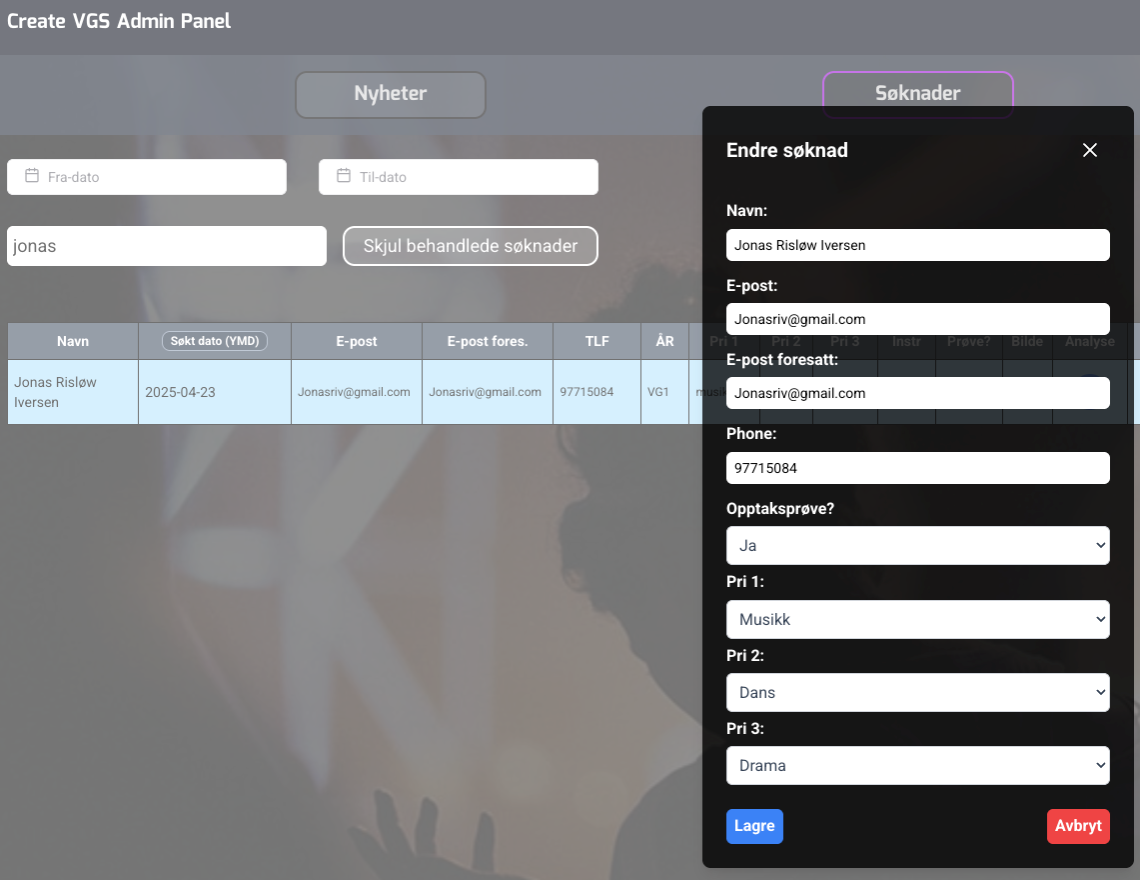 Create VGS Admin Panel
Nyheter
Søknader
Fra-dato
Til-dato
jonas
Skjul behandlede søknader
Navn
Søkt dato (YMD)
E-post
E-post fores.
TLF
ÅR
Pri 1
Pri 2
Pri 3
Instr
Prøve?
Bilde
Analyse
Jonas Risløw
Iversen
2025-04-23
Jonasriv@gmail.com
Jonasriv@gmail.com
97715084
VG1
Endre søknad
Navn:
Jonas Risløw Iversen
E-post:
Jonasriv@gmail.com
E-post foresatt:
Jonasriv@gmail.com
Phone:
97715084
Opptaksprøve?
Ja
Pri 1:
Musikk
Pri 2:
Dans
Pri 3:
Drama
Lagre
Avbryt